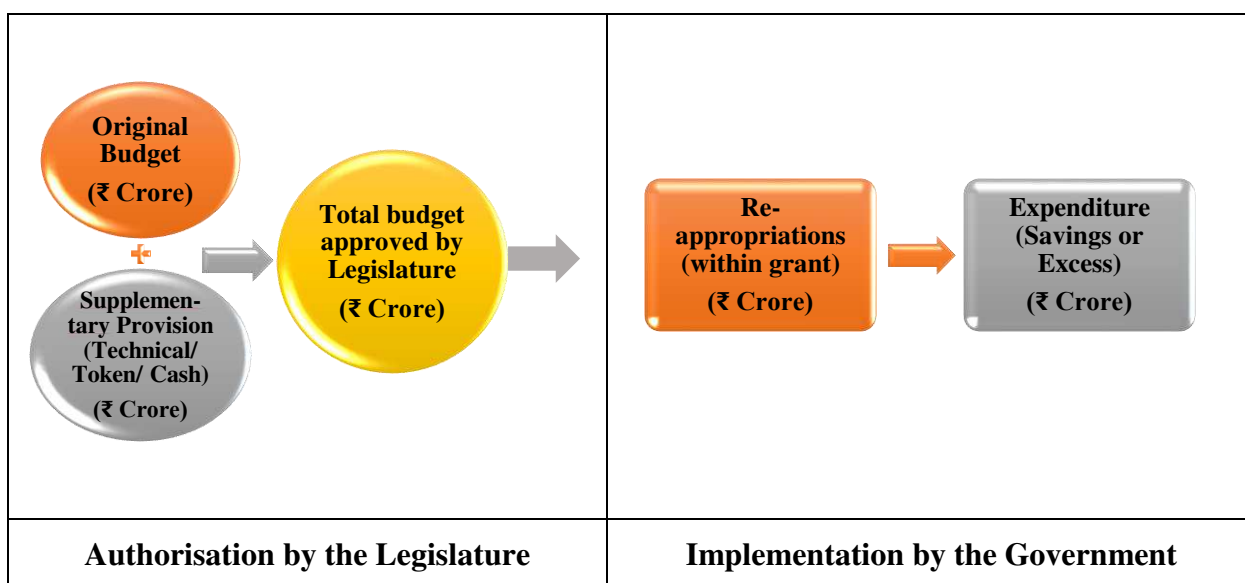 Original
Budget
(₹ Crore)
+
Supplemen-
tary Provision
(Technical/
Token/ Cash)
(₹ Crore)
Total budget
approved by
Legislature
(₹ Crore)
Re-
appropriations
(within grant)
(₹ Crore)
Expenditure
(Savings or
Excess)
(₹ Crore)
Authorisation by the Legislature
Implementation by the Government